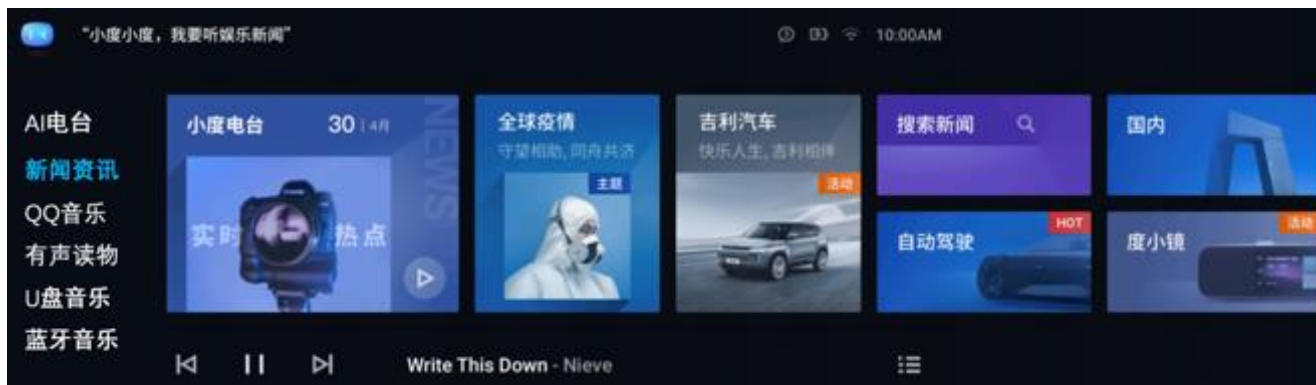 “小度小度，我要听娱乐新闻”
10:00AM
AI电台
新闻资讯
QQ音乐
有声读物
U盘音乐
蓝牙音乐
小度电台
30 | 4月
NEWS
实时热点
全球疫情
守望相助, 同舟共济
主题
吉利汽车
快乐人生, 吉利相伴
活动
搜索新闻
国内
自动驾驶
HOT
度小镜
活动
Write This Down - Nieve